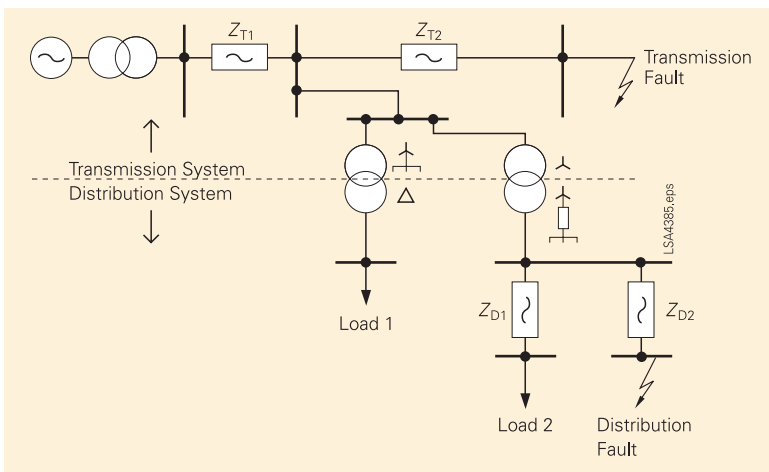 Z_T1
Z_T2
Transmission
Fault
Transmission System
Distribution System
LSA4385.eps
Load 1
Z_D1
Z_D2
Load 2
Distribution
Fault